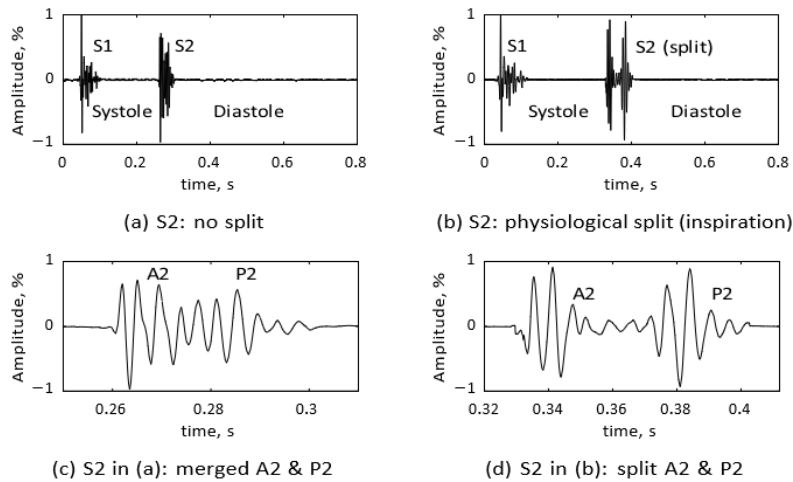 Amplitude, %
1
0
−1
S1
S2
Systole
Diastole
0 0.2 0.4 0.6 0.8
time, s
(a) S2: no split
Amplitude, %
1
0
−1
S1
S2 (split)
Systole
Diastole
0 0.2 0.4 0.6 0.8
time, s
(b) S2: physiological split (inspiration)
Amplitude, %
1
0
−1
A2
P2
0.26 0.28 0.3
time, s
(c) S2 in (a): merged A2 & P2
Amplitude, %
1
0
−1
A2
P2
0.32 0.34 0.36 0.38 0.4
time, s
(d) S2 in (b): split A2 & P2